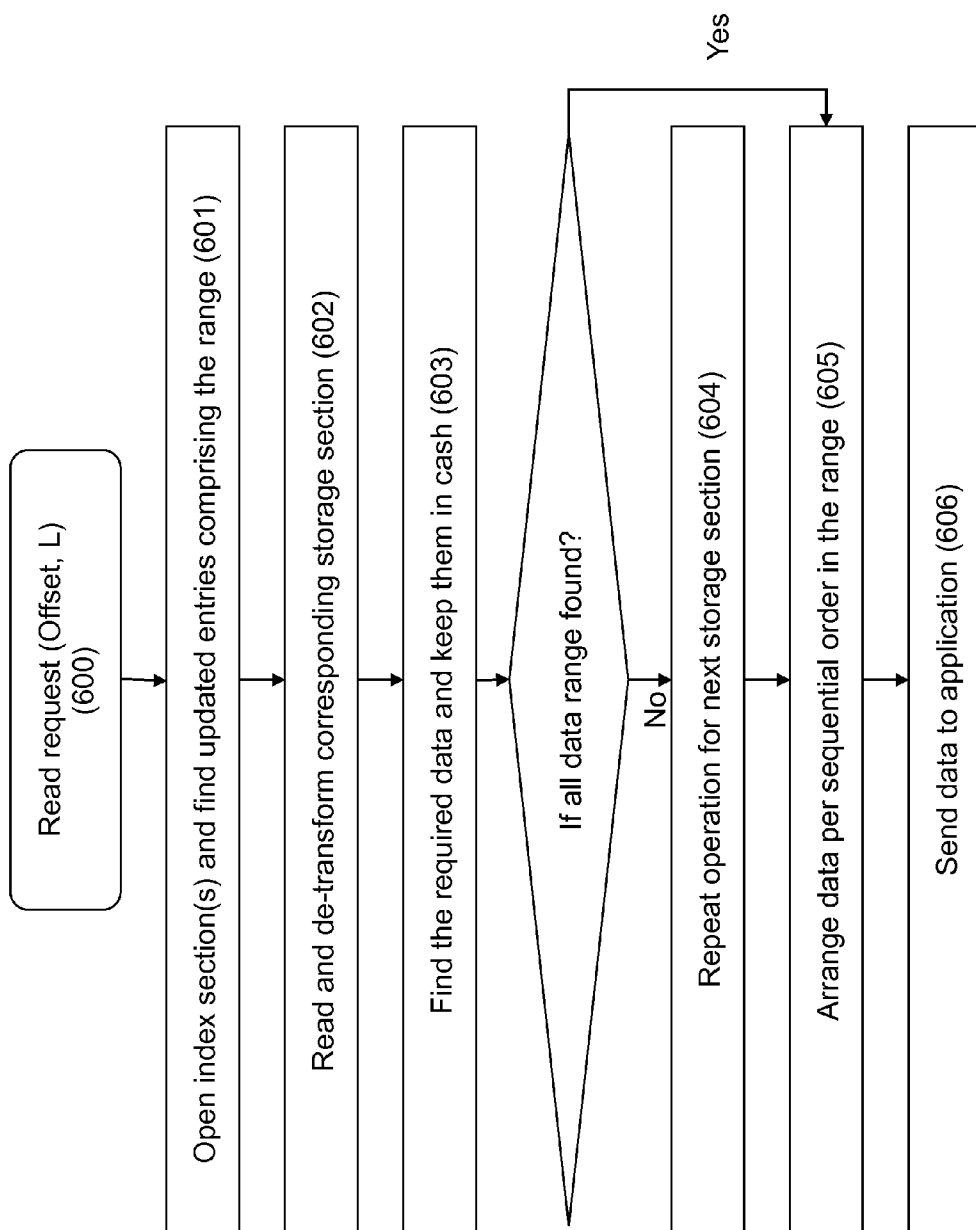 Read request (Offset, L)
(600)
Open index section(s) and find updated entries comprising the range (601)
Read and de-transform corresponding storage section (602)
Find the required data and keep them in cash (603)
If all data range found?
Yes
No
Repeat operation for next storage section (604)
Arrange data per sequential order in the range (605)
Send data to application (606)